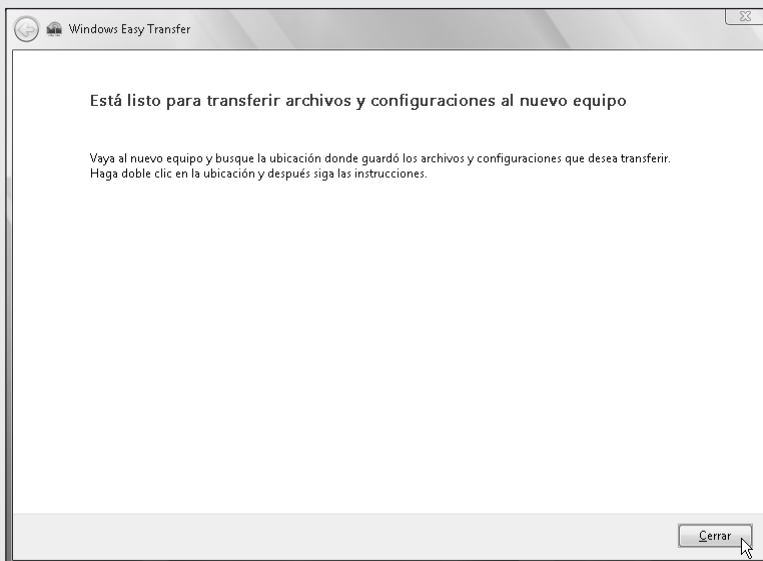 Windows Easy Transfer
Está listo para transferir archivos y configuraciones al nuevo equipo
Vaya al nuevo equipo y busque la ubicación donde guardó los archivos y configuraciones que desea transferir.
Haga doble clic en la ubicación y después siga las instrucciones.
Cerrar